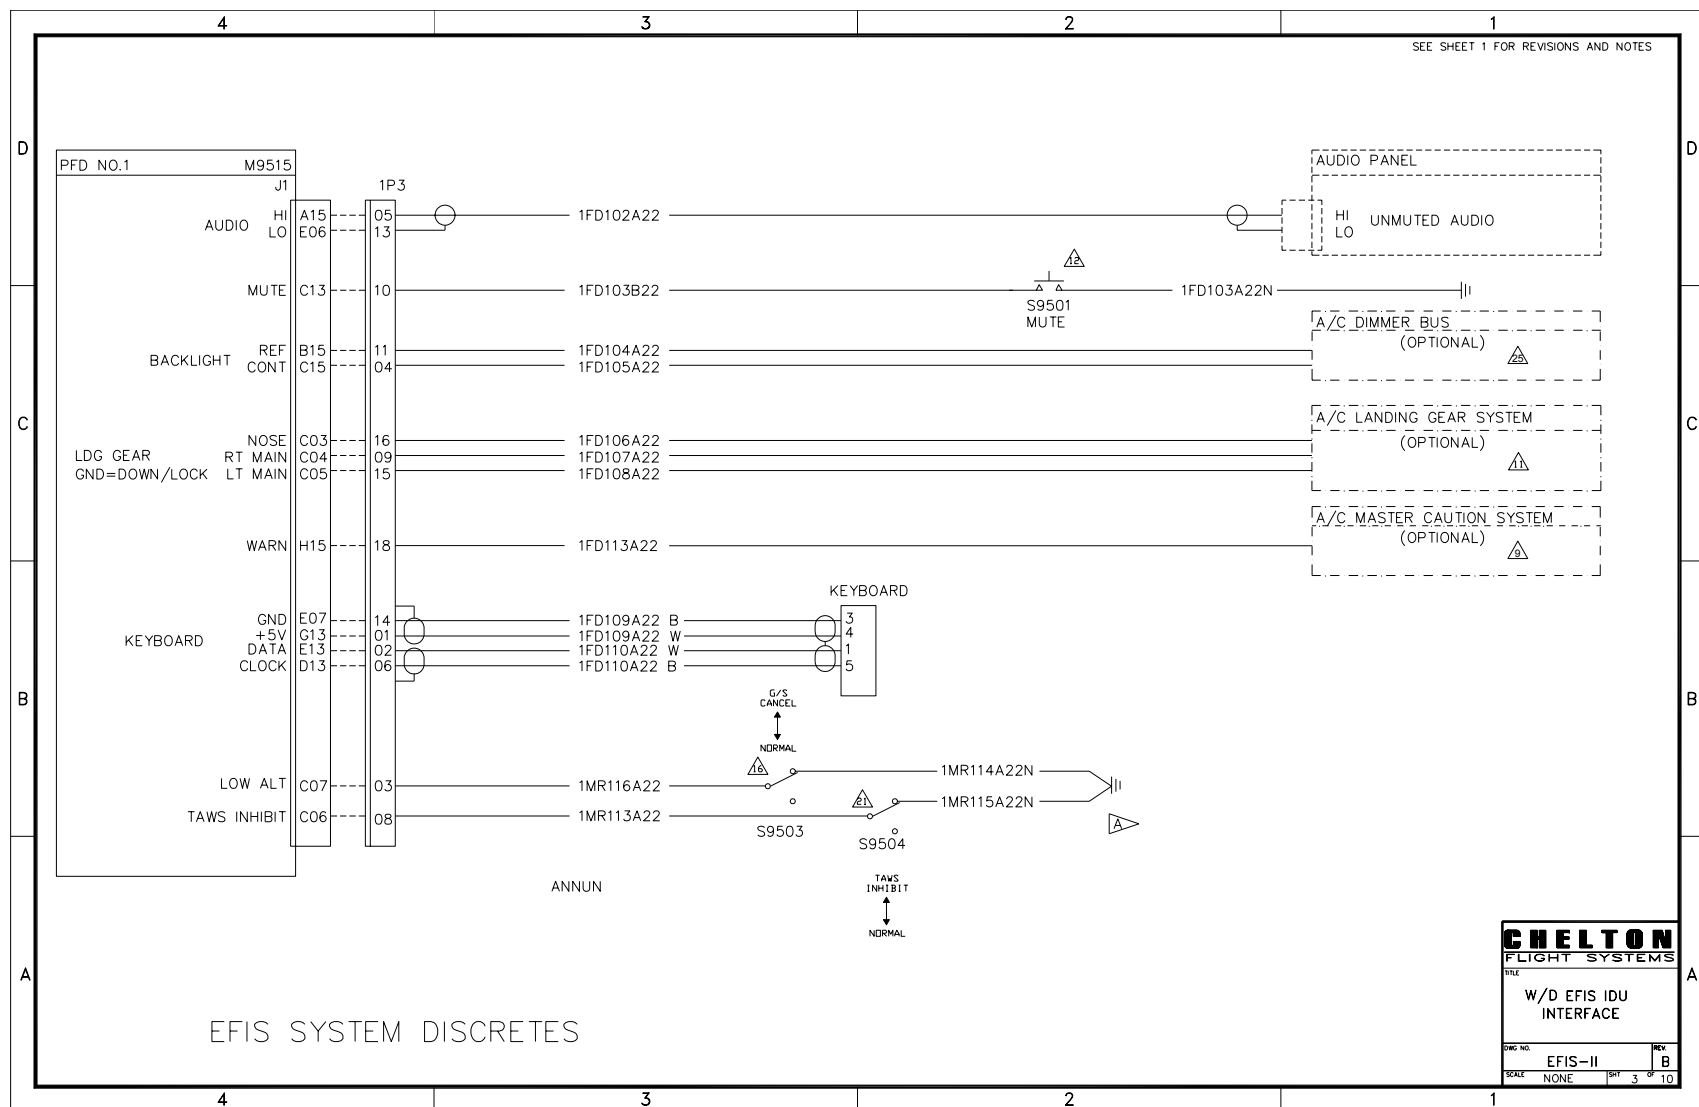 4 3 2 1
SEE SHEET 1 FOR REVISIONS AND NOTES
D D
PFD NO.1 M9515
J1 1P3
AUDIO PANEL
AUDIO HI A15 05 1FD102A22 HI UNMUTED AUDIO
LO E06 13 LO
12
MUTE C13 10 1FD103B22 1FD103A22N
S9501
MUTE
A/C DIMMER BUS
(OPTIONAL)
25
BACKLIGHT REF B15 11 1FD104A22
CONT C15 04 1FD105A22
C C
A/C LANDING GEAR SYSTEM
(OPTIONAL)
11
NOSE C03 16 1FD106A22
LDG GEAR RT MAIN C04 09 1FD107A22
GND=DOWN/LOCK LT MAIN C05 15 1FD108A22
A/C MASTER CAUTION SYSTEM
(OPTIONAL)
9
WARN H15 18 1FD113A22
KEYBOARD
GND E07 14 1FD109A22 B 3
KEYBOARD +5V G13 01 1FD109A22 W 4
DATA E13 02 1FD110A22 W 1
CLOCK D13 06 1FD110A22 B 5
B B
G/S
CANCEL
NORMAL
16
LOW ALT C07 03 1MR116A22 1MR114A22N
21
1MR115A22N
TAWS INHIBIT C06 08 1MR113A22
S9503
S9504
A
ANNUN
TAWS
INHIBIT
NORMAL
A A
EFIS SYSTEM DISCRETES
CHELTON
FLIGHT SYSTEMS
TITLE
W/D EFIS IDU
INTERFACE
DWG NO. EFIS-II REV. B
SCALE NONE SHT 3 OF 10
4 3 2 1